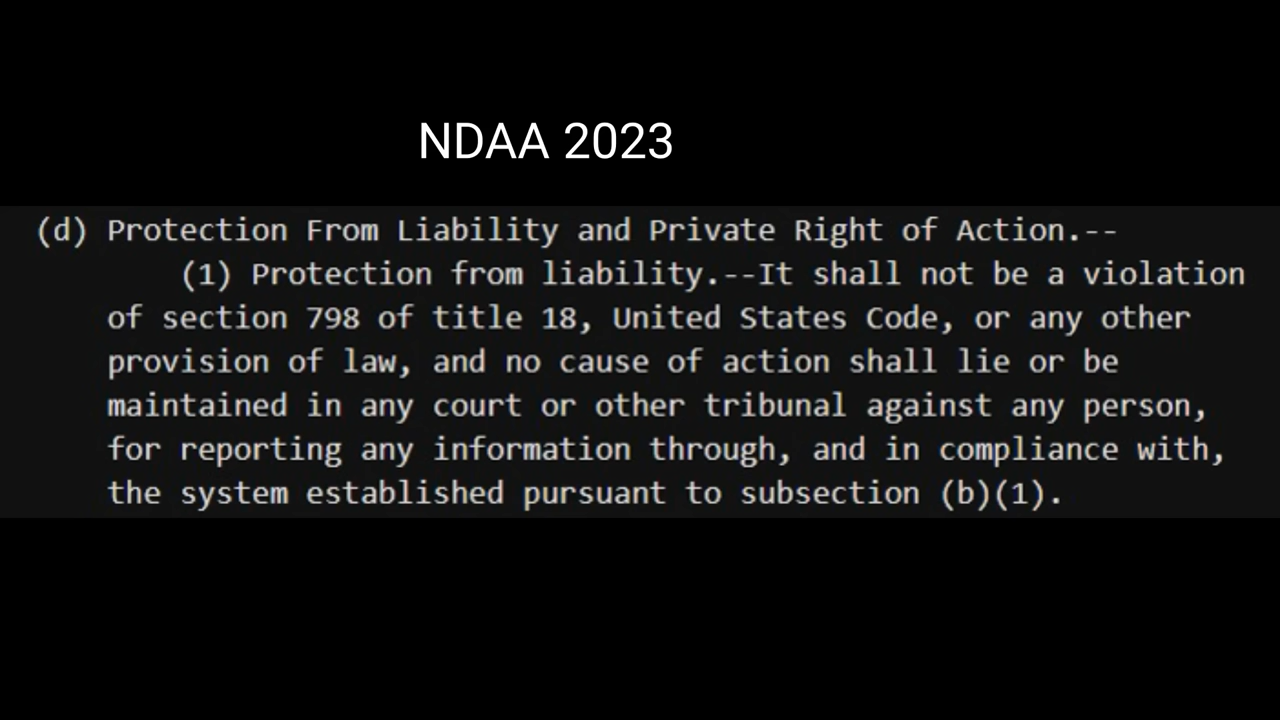 NDAA 2023
(d) Protection From Liability and Private Right of Action.--
(1) Protection from liability.--It shall not be a violation
of section 798 of title 18, United States Code, or any other
provision of law, and no cause of action shall lie or be
maintained in any court or other tribunal against any person,
for reporting any information through, and in compliance with,
the system established pursuant to subsection (b)(1).